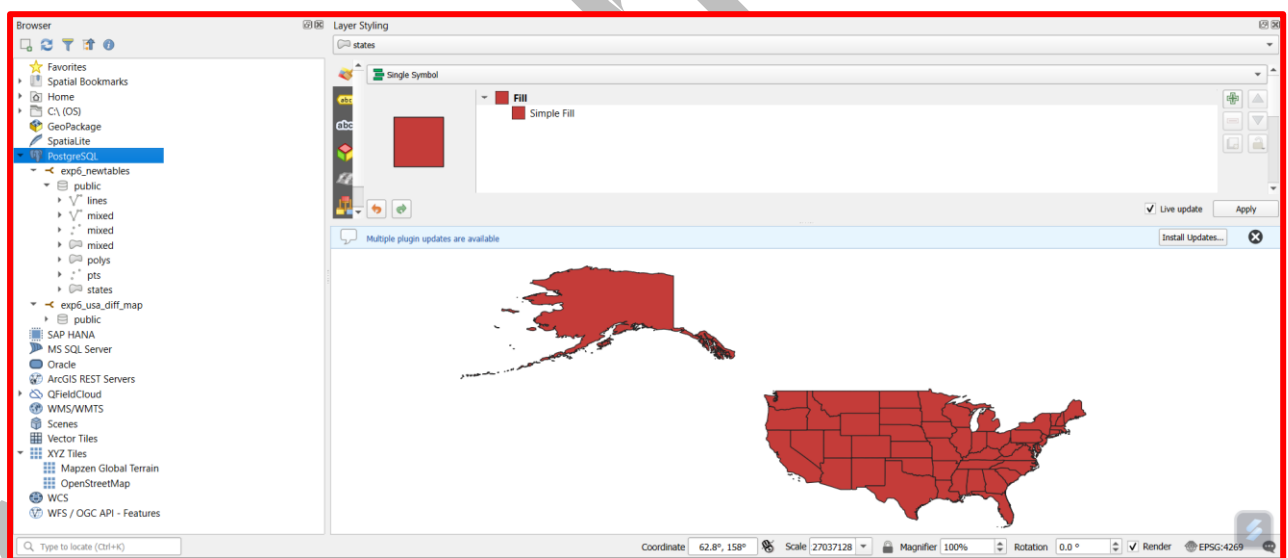 Browser
Favorites
Spatial Bookmarks
Home
C:\ (OS)
GeoPackage
SpatiaLite
PostgreSQL
exp6_newtables
public
lines
mixed
mixed
mixed
polys
pts
states
exp6_usa_diff_map
public
SAP HANA
MS SQL Server
Oracle
ArcGIS REST Servers
QFieldCloud
WMS/WMTS
Scenes
Vector Tiles
XYZ Tiles
Mapzen Global Terrain
OpenStreetMap
WCS
WFS / OGC API - Features
Layer Styling
states
Single Symbol
Fill
Simple Fill
abc
abc
Live update Apply
Multiple plugin updates are available Install Updates...
Type to locate (Ctrl+K) Coordinate 62.8°, 158° Scale 27037128 Magnifier 100% Rotation 0.0 ° Render EPSG:4269